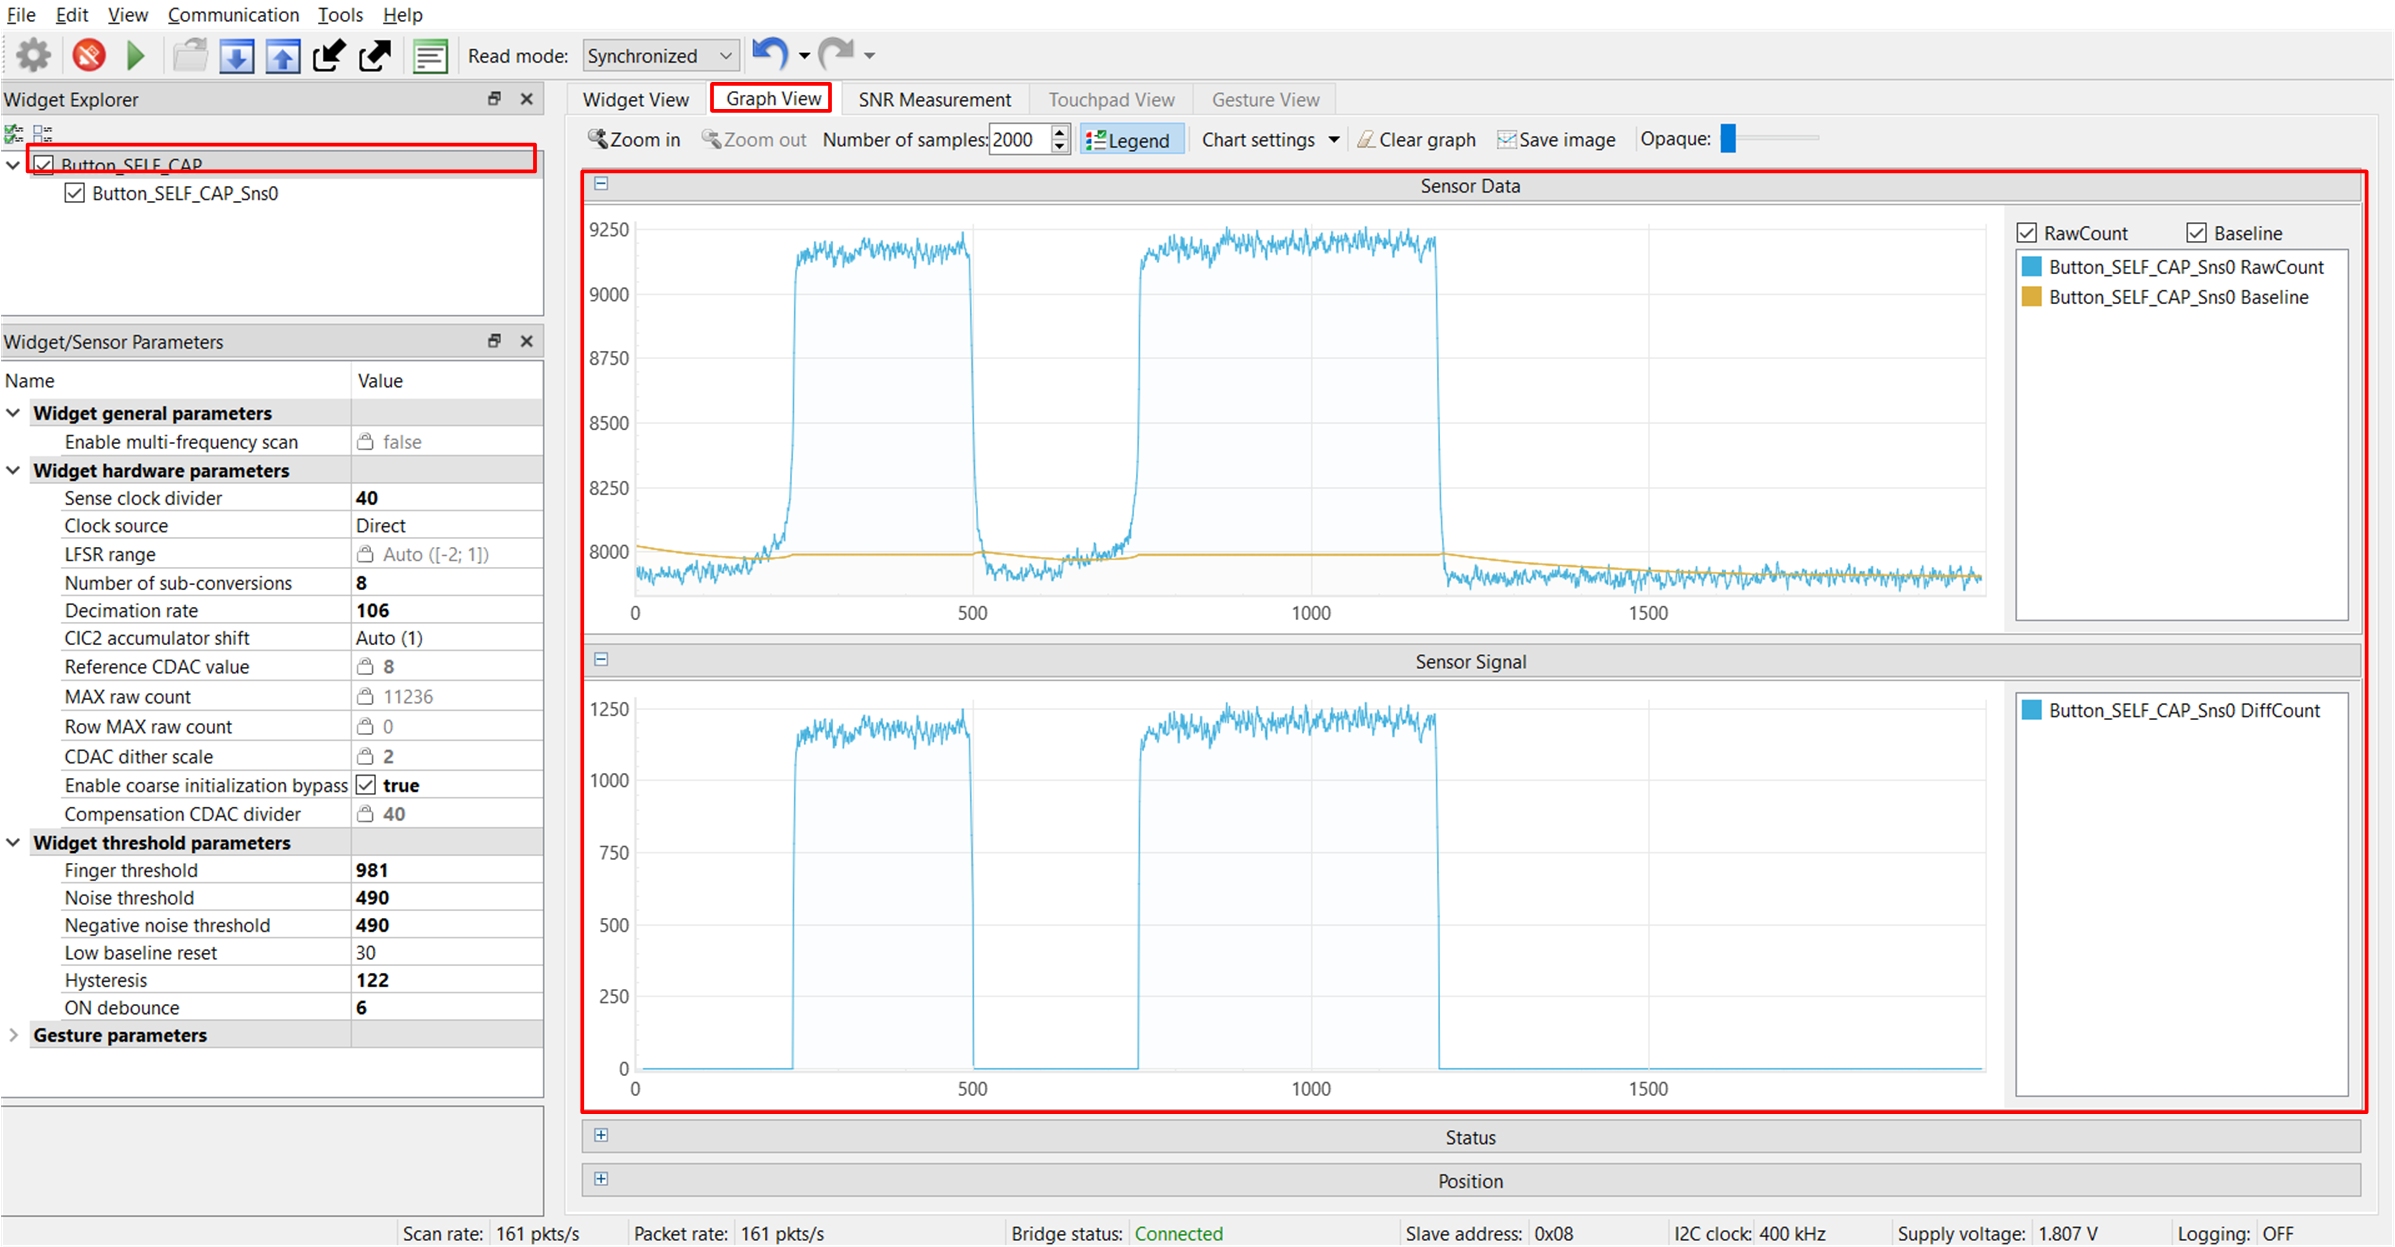 File Edit View Communication Tools Help
Read mode: Synchronized
Widget Explorer
Button_SELF_CAP
Button_SELF_CAP_Sns0
Widget/Sensor Parameters
Name Value
Widget general parameters
Enable multi-frequency scan false
Widget hardware parameters
Sense clock divider 40
Clock source Direct
LFSR range Auto ([-2; 1])
Number of sub-conversions 8
Decimation rate 106
CIC2 accumulator shift Auto (1)
Reference CDAC value 8
MAX raw count 11236
Row MAX raw count 0
CDAC dither scale 2
Enable coarse initialization bypass true
Compensation CDAC divider 40
Widget threshold parameters
Finger threshold 981
Noise threshold 490
Negative noise threshold 490
Low baseline reset 30
Hysteresis 122
ON debounce 6
Gesture parameters
Widget View Graph View SNR Measurement Touchpad View Gesture View
Zoom in Zoom out Number of samples: 2000 Legend Chart settings Clear graph Save image Opaque:
Sensor Data
9250
9000
8750
8500
8250
8000
0 500 1000 1500
RawCount Baseline
Button_SELF_CAP_Sns0 RawCount
Button_SELF_CAP_Sns0 Baseline
Sensor Signal
1250
1000
750
500
250
0
0 500 1000 1500
Button_SELF_CAP_Sns0 DiffCount
Status
Position
Scan rate: 161 pkts/s Packet rate: 161 pkts/s Bridge status: Connected Slave address: 0x08 I2C clock: 400 kHz Supply voltage: 1.807 V Logging: OFF